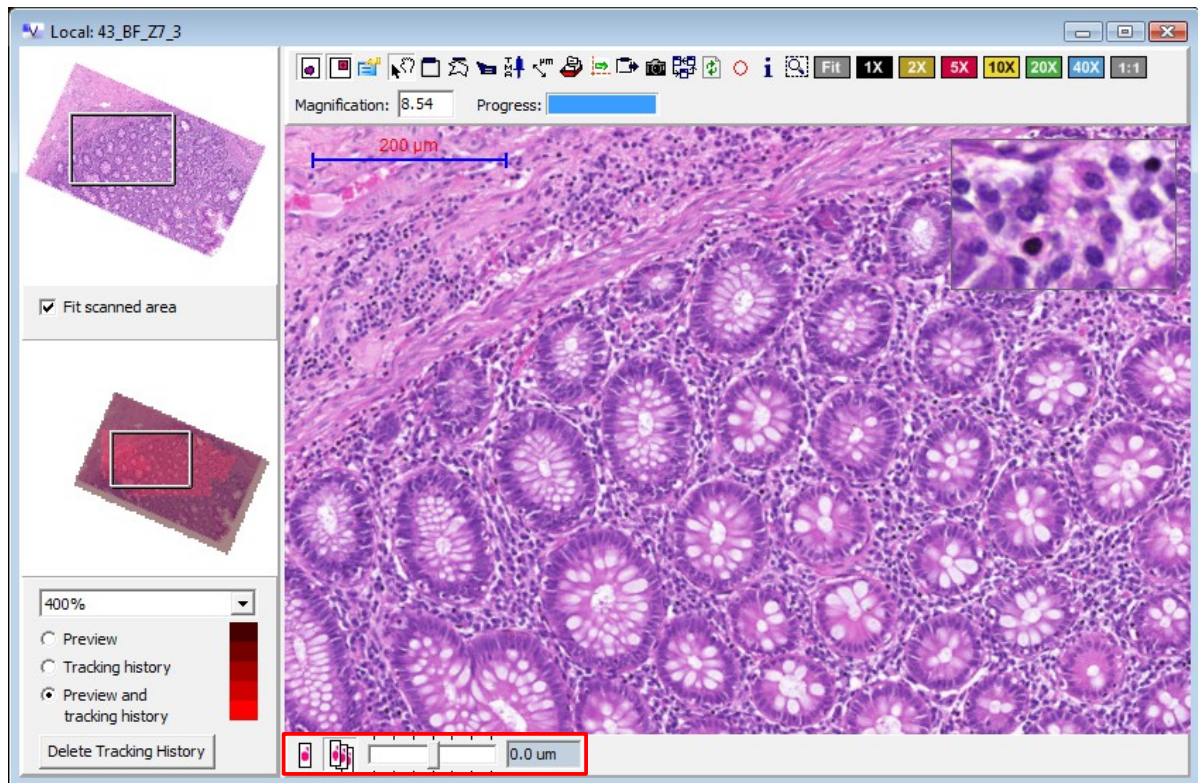 Local: 43_BF_Z7_3
Fit 1X 2X 5X 10X 20X 40X 1:1
Magnification: 8.54 Progress:
200 µm
Fit scanned area
400%
Preview
Tracking history
Preview and
tracking history
Delete Tracking History
0.0 um